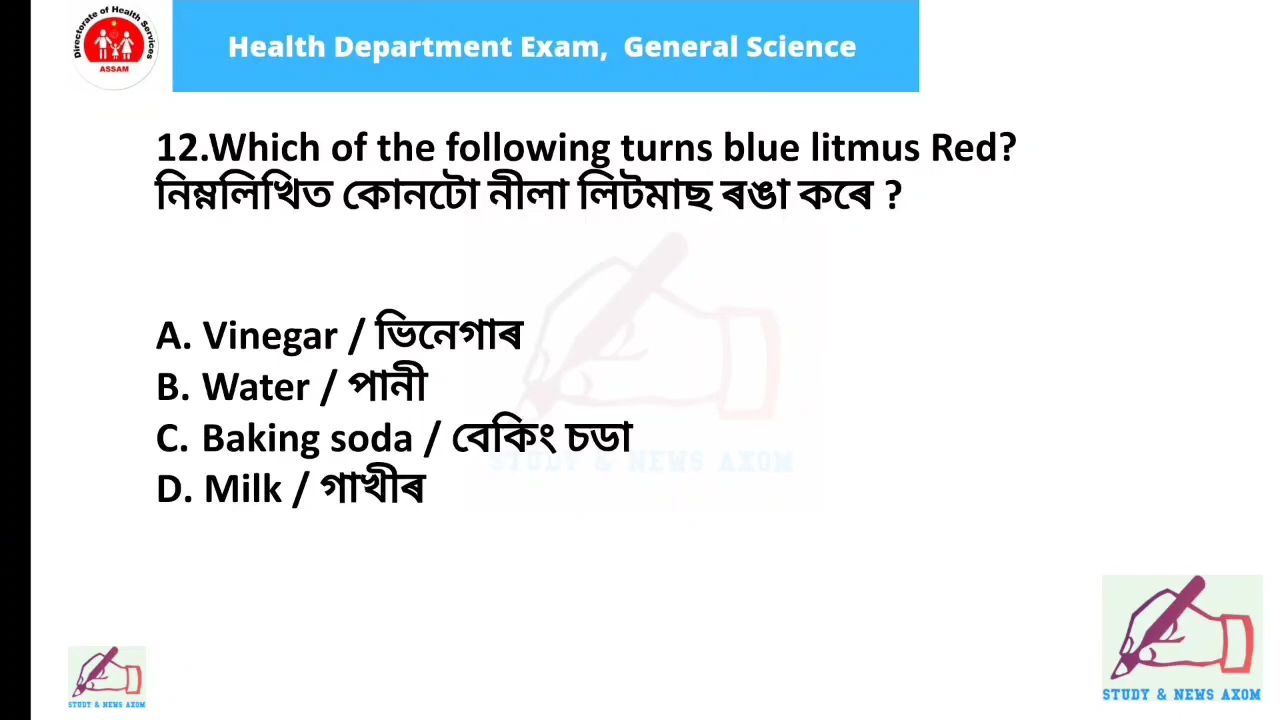 Directorate of Health Services
ASSAM
Health Department Exam, General Science
12.Which of the following turns blue litmus Red?
নিম্নলিখিত কোনটো নীলা লিটমাছ ৰঙা কৰে ?
A. Vinegar / ভিনেগাৰ
B. Water / পানী
C. Baking soda / বেকিং চডা
D. Milk / গাখীৰ
STUDY & NEWS AXOM
STUDY & NEWS AXOM
STUDY & NEWS AXOM